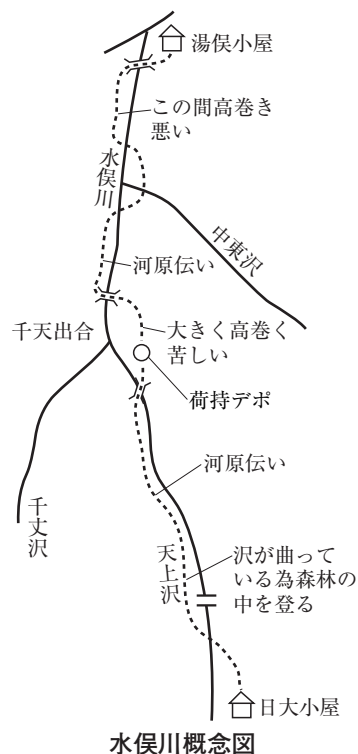 湯俣小屋
この間高巻き
悪い
水俣川
中東沢
河原伝い
千天出合
大きく高巻く
苦しい
荷持デポ
河原伝い
千丈沢
天上沢
沢が曲って
いる為森林の
中を登る
日大小屋
水俣川概念図